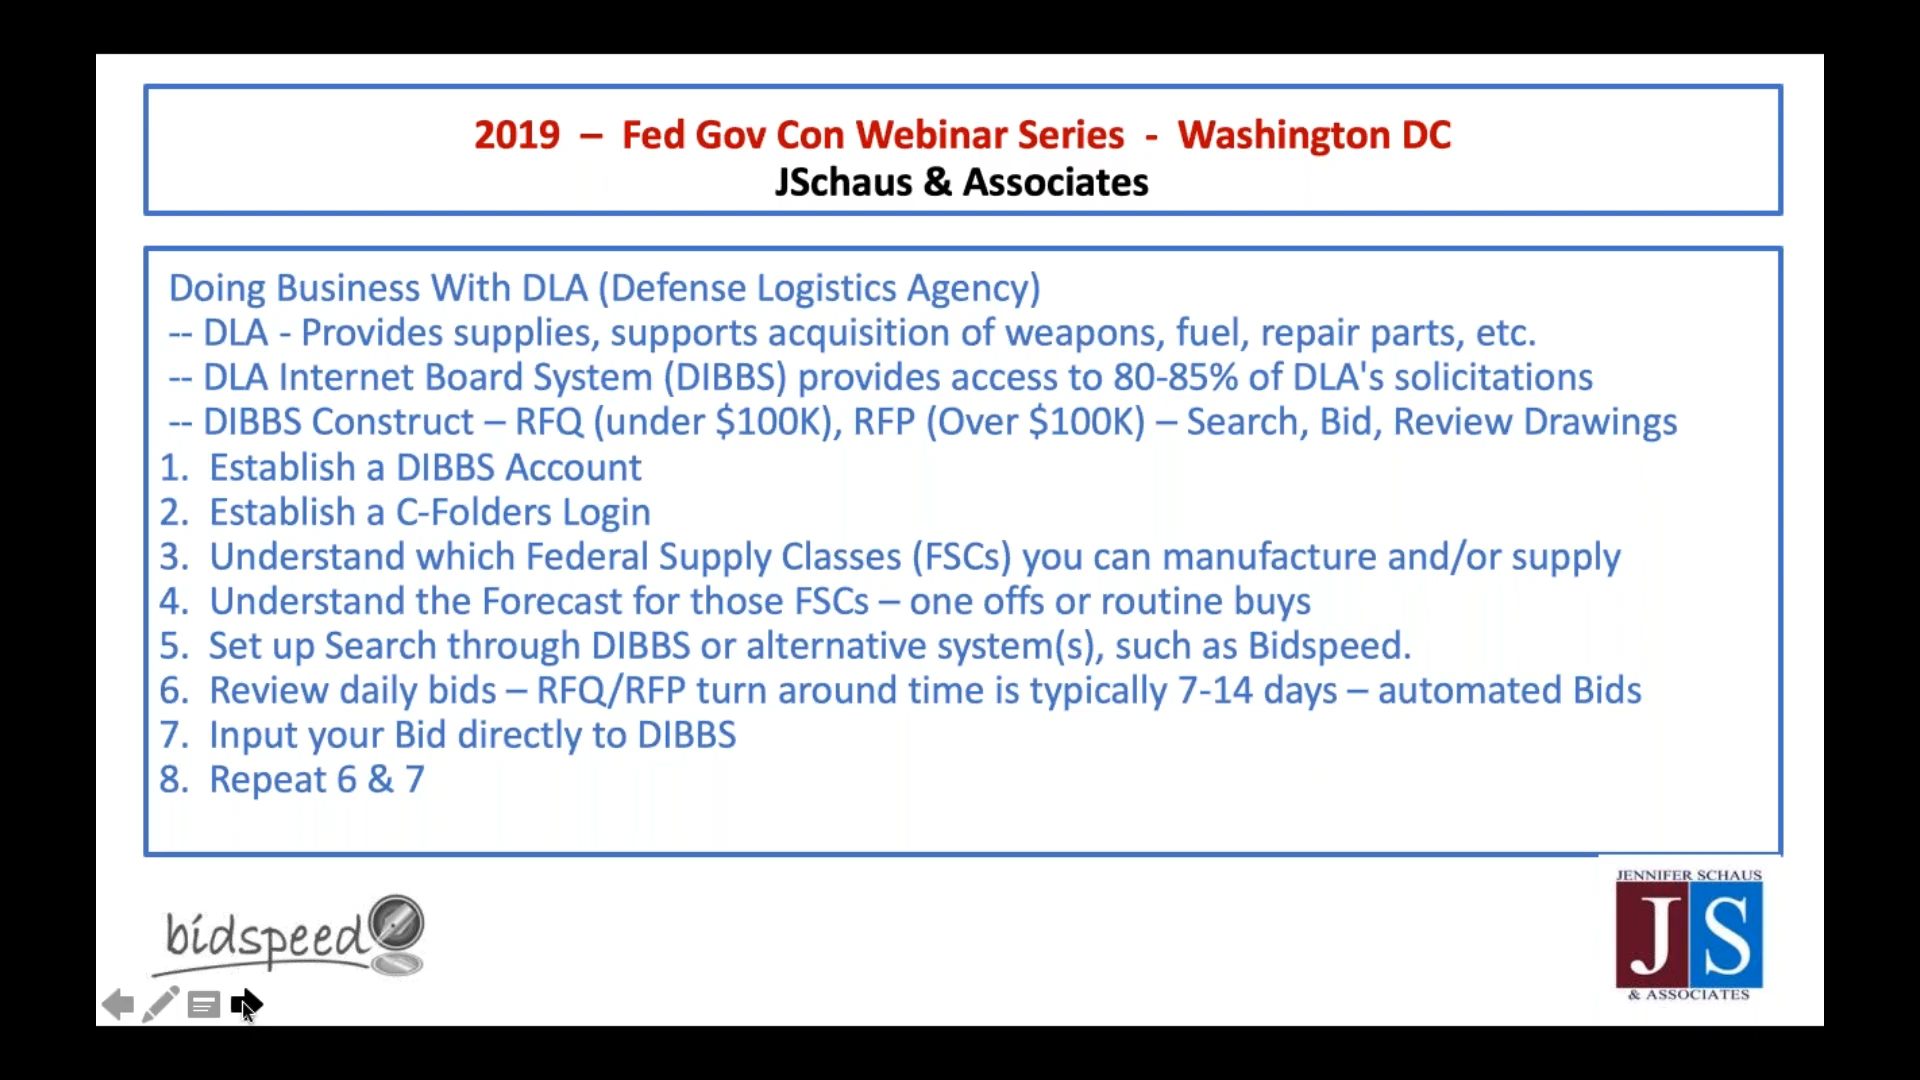 2019 – Fed Gov Con Webinar Series - Washington DC
JSchaus & Associates
Doing Business With DLA (Defense Logistics Agency)
-- DLA - Provides supplies, supports acquisition of weapons, fuel, repair parts, etc.
-- DLA Internet Board System (DIBBS) provides access to 80-85% of DLA's solicitations
-- DIBBS Construct – RFQ (under $100K), RFP (Over $100K) – Search, Bid, Review Drawings
1. Establish a DIBBS Account
2. Establish a C-Folders Login
3. Understand which Federal Supply Classes (FSCs) you can manufacture and/or supply
4. Understand the Forecast for those FSCs – one offs or routine buys
5. Set up Search through DIBBS or alternative system(s), such as Bidspeed.
6. Review daily bids – RFQ/RFP turn around time is typically 7-14 days – automated Bids
7. Input your Bid directly to DIBBS
8. Repeat 6 & 7
bidspeed
JENNIFER SCHAUS
JS
& ASSOCIATES